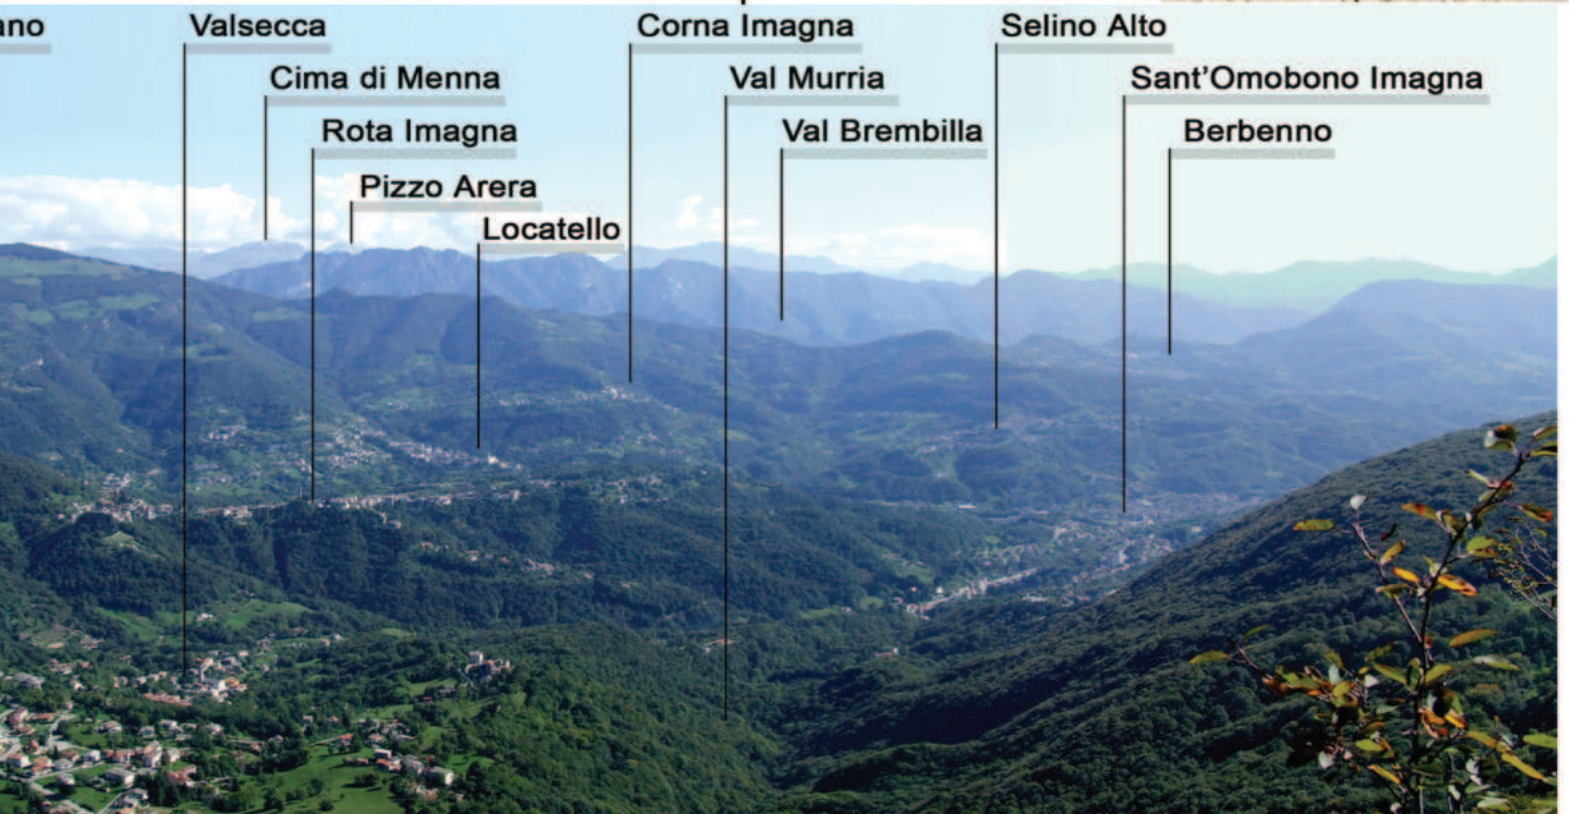 Valsecca
Corna Imagna
Selino Alto
Cima di Menna
Val Murria
Sant'Omobono Imagna
Rota Imagna
Val Brembilla
Berbenno
Pizzo Arera
Locatello